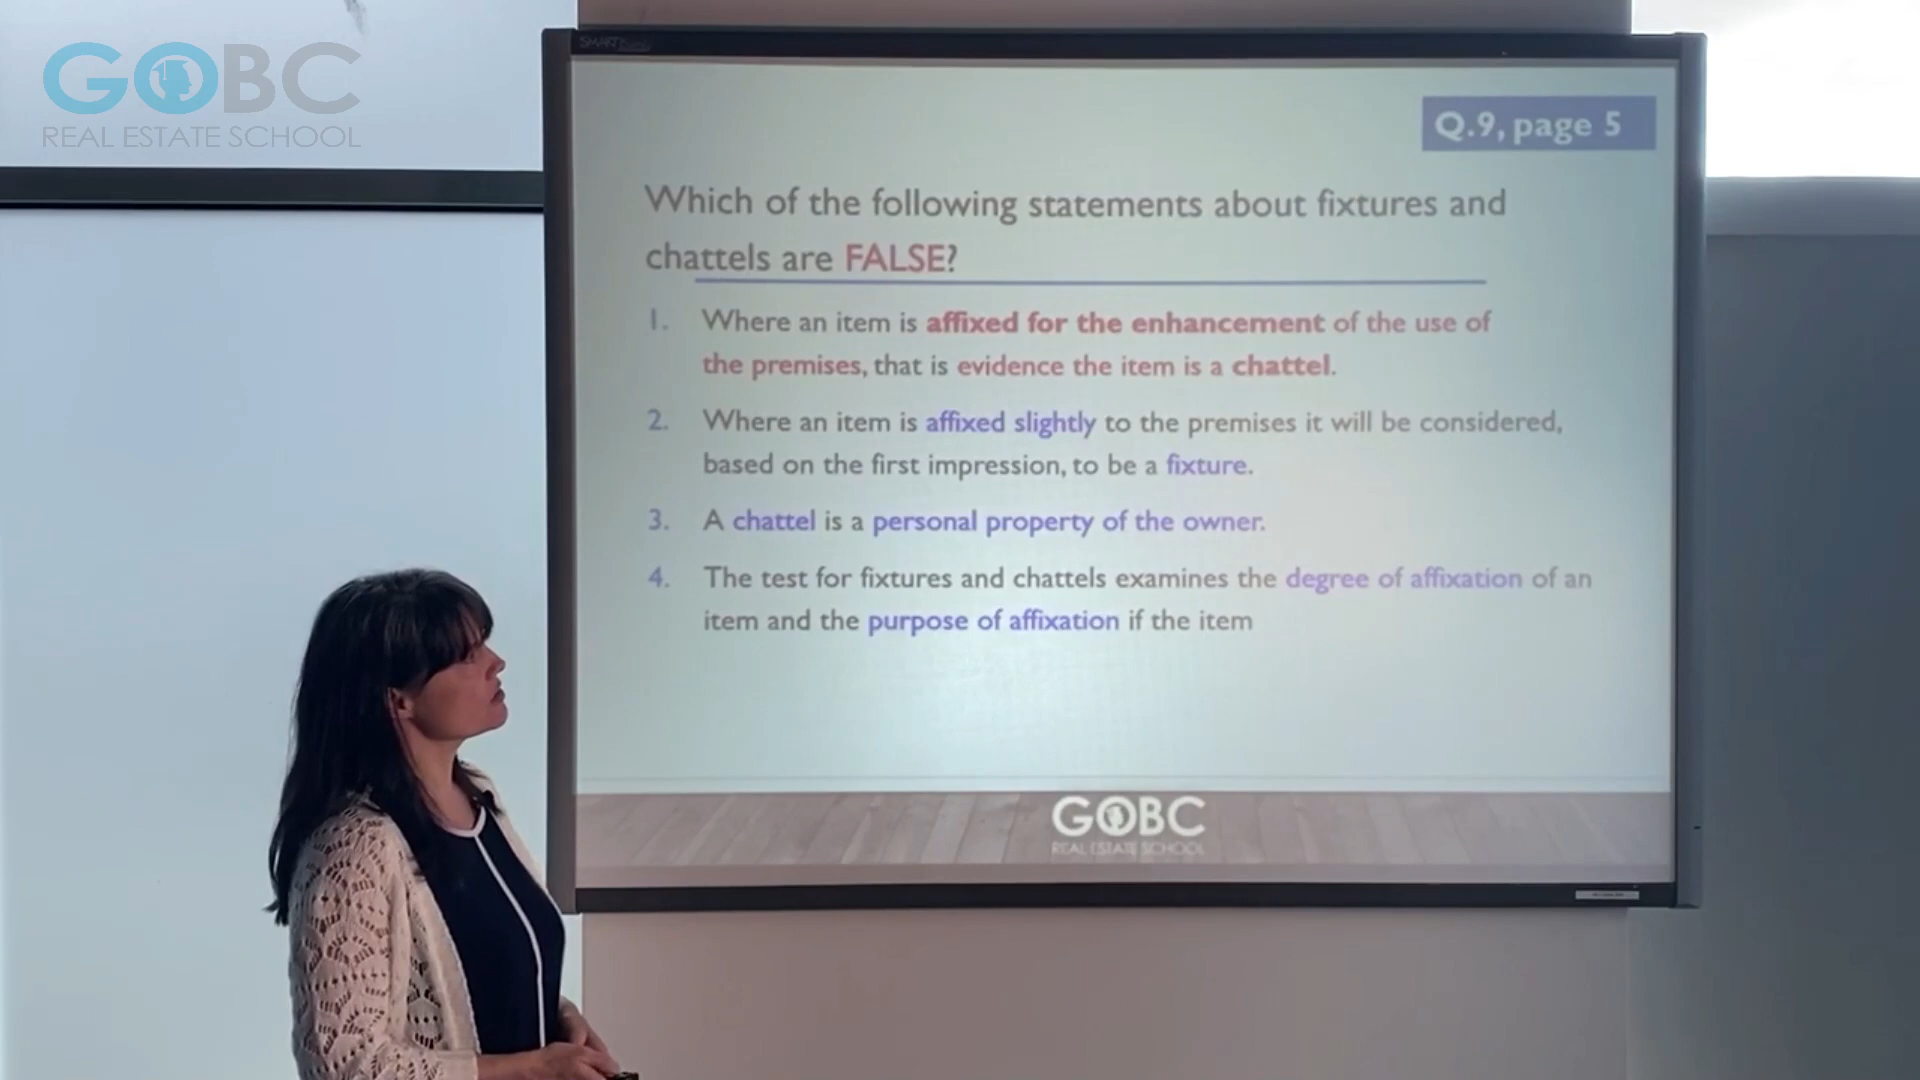 GOBC
REAL ESTATE SCHOOL
SMART
Q.9, page 5
Which of the following statements about fixtures and
chattels are FALSE?
1. Where an item is affixed for the enhancement of the use of
the premises, that is evidence the item is a chattel.
2. Where an item is affixed slightly to the premises it will be considered,
based on the first impression, to be a fixture.
3. A chattel is a personal property of the owner.
4. The test for fixtures and chattels examines the degree of affixation of an
item and the purpose of affixation if the item
GOBC
REAL ESTATE SCHOOL